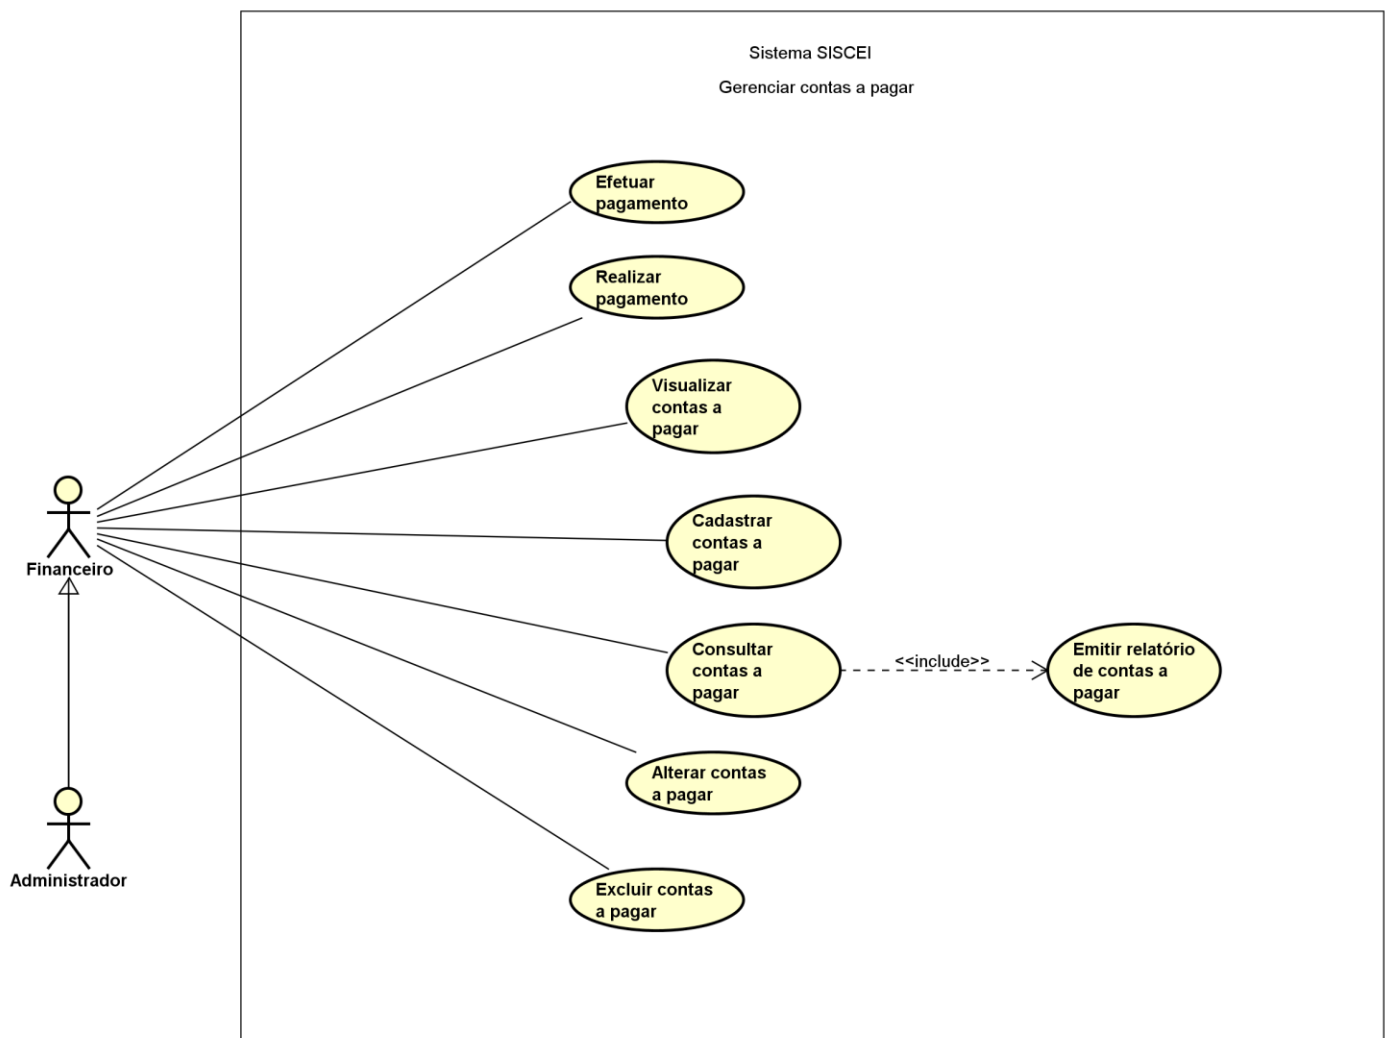 Sistema SISCEI
Gerenciar contas a pagar
Efetuar
pagamento
Realizar
pagamento
Visualizar
contas a
pagar
Cadastrar
contas a
pagar
Financeiro
Consultar
contas a
pagar
<<include>>
Emitir relatório
de contas a
pagar
Alterar contas
a pagar
Administrador
Excluir contas
a pagar